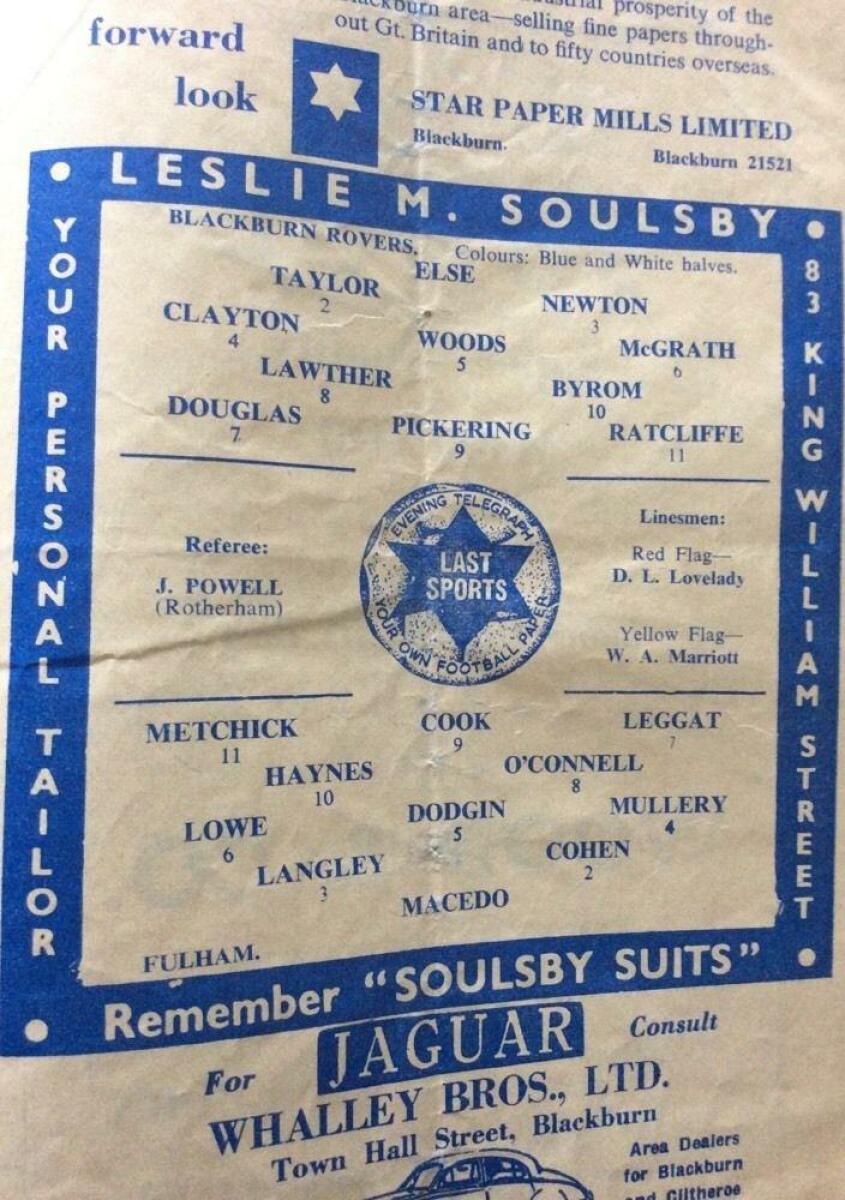 forward
look
prosperity of the
area—selling fine papers through-
out Gt. Britain and to fifty countries overseas.
STAR PAPER MILLS LIMITED
Blackburn.
Blackburn 21521
LESLIE M. SOULSBY
YOUR PERSONAL TAILOR
83 KING WILLIAM STREET
BLACKBURN ROVERS. Colours: Blue and White halves.
ELSE
TAYLOR
2
NEWTON
3
CLAYTON
4
WOODS
5
McGRATH
6
LAWTHER
8
BYROM
10
DOUGLAS
7
PICKERING
9
RATCLIFFE
11
Referee:
J. POWELL
(Rotherham)
EVENING TELEGRAPH
LAST
SPORTS
YOUR OWN FOOTBALL PAPER
Linesmen:
Red Flag—
D. L. Lovelady
Yellow Flag—
W. A. Marriott
METCHICK
11
COOK
9
LEGGAT
7
HAYNES
10
O'CONNELL
8
LOWE
6
DODGIN
5
MULLERY
4
LANGLEY
3
COHEN
2
MACEDO
FULHAM.
Remember "SOULSBY SUITS"
For JAGUAR Consult
WHALLEY BROS., LTD.
Town Hall Street, Blackburn
Area Dealers
for Blackburn
and Clitheroe